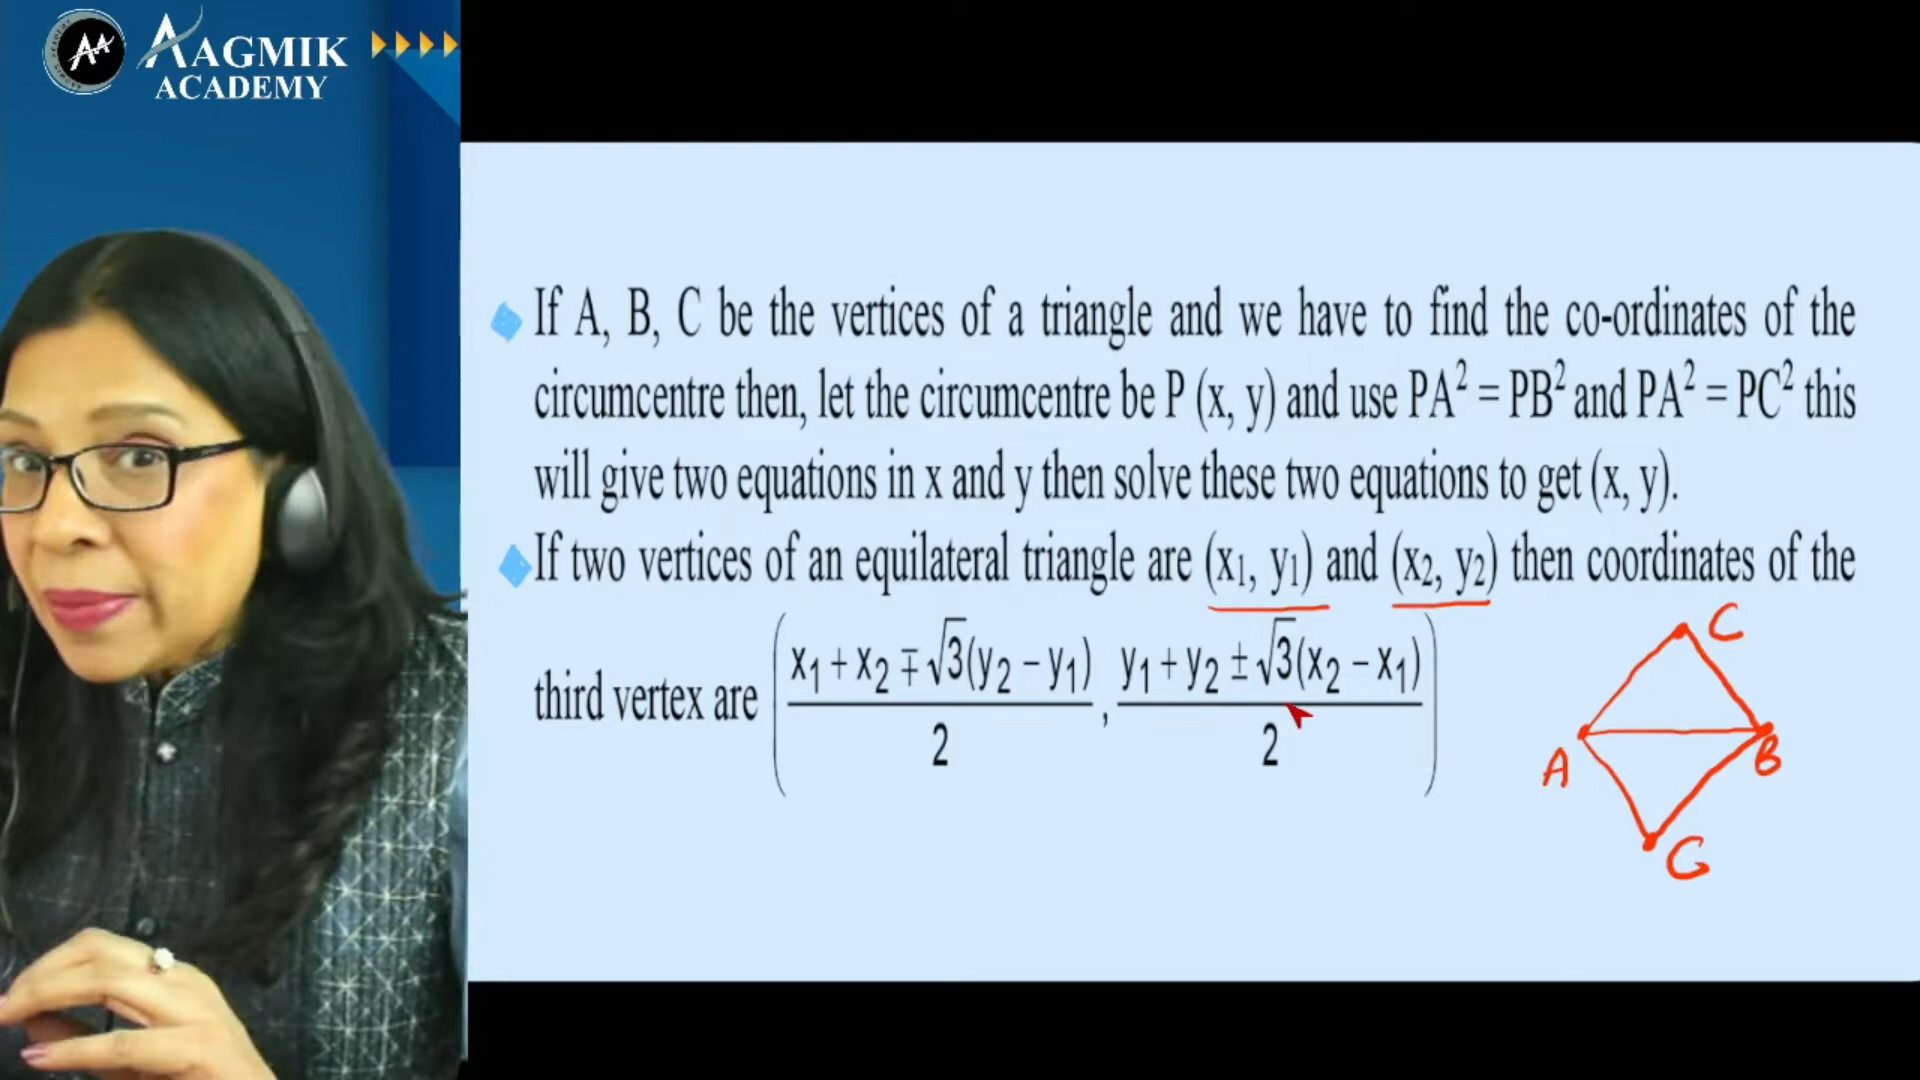 AAGMIK
ACADEMY
If A, B, C be the vertices of a triangle and we have to find the co-ordinates of the
circumcentre then, let the circumcentre be P (x, y) and use PA² = PB² and PA² = PC² this
will give two equations in x and y then solve these two equations to get (x, y).
If two vertices of an equilateral triangle are (x₁, y₁) and (x₂, y₂) then coordinates of the
third vertex are ( (x₁ + x₂ ∓ √3(y₂ − y₁)) / 2 , (y₁ + y₂ ± √3(x₂ − x₁)) / 2 )
C
A
B